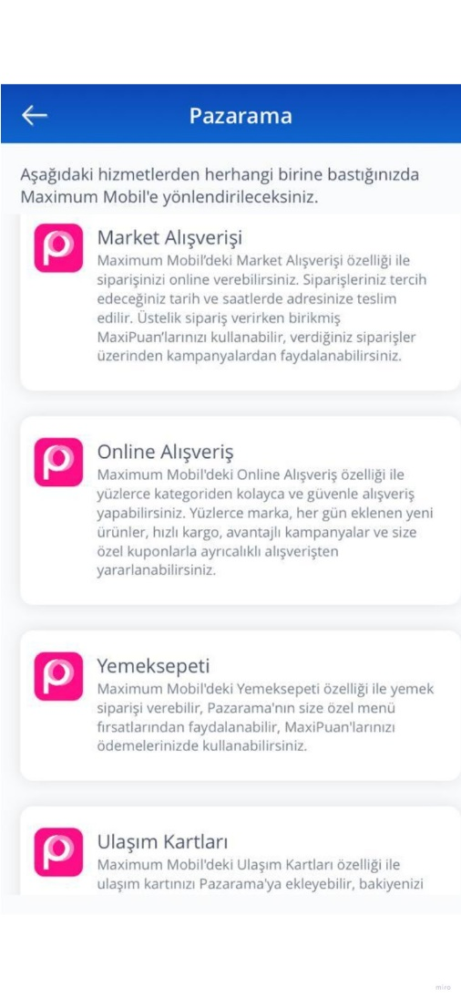 Pazarama
Aşağıdaki hizmetlerden herhangi birine bastığınızda
Maximum Mobil'e yönlendirileceksiniz.
Market Alışverişi
Maximum Mobil’deki Market Alışverişi özelliği ile
siparişinizi online verebilirsiniz. Siparişleriniz tercih
edeceğiniz tarih ve saatlerde adresinize teslim
edilir. Üstelik sipariş verirken birikmiş
MaxiPuan’larınızı kullanabilir, verdiğiniz siparişler
üzerinden kampanyalardan faydalanabilirsiniz.
Online Alışveriş
Maximum Mobil'deki Online Alışveriş özelliği ile
yüzlerce kategoriden kolayca ve güvenle alışveriş
yapabilirsiniz. Yüzlerce marka, her gün eklenen yeni
ürünler, hızlı kargo, avantajlı kampanyalar ve size
özel kuponlarla ayrıcalıklı alışverişten
yararlanabilirsiniz.
Yemeksepeti
Maximum Mobil'deki Yemeksepeti özelliği ile yemek
siparişi verebilir, Pazarama'nın size özel menü
fırsatlarından faydalanabilir, MaxiPuan'larınızı
ödemelerinizde kullanabilirsiniz.
Ulaşım Kartları
Maximum Mobil'deki Ulaşım Kartları özelliği ile
ulaşım kartınızı Pazarama'ya ekleyebilir, bakiyenizi
miro